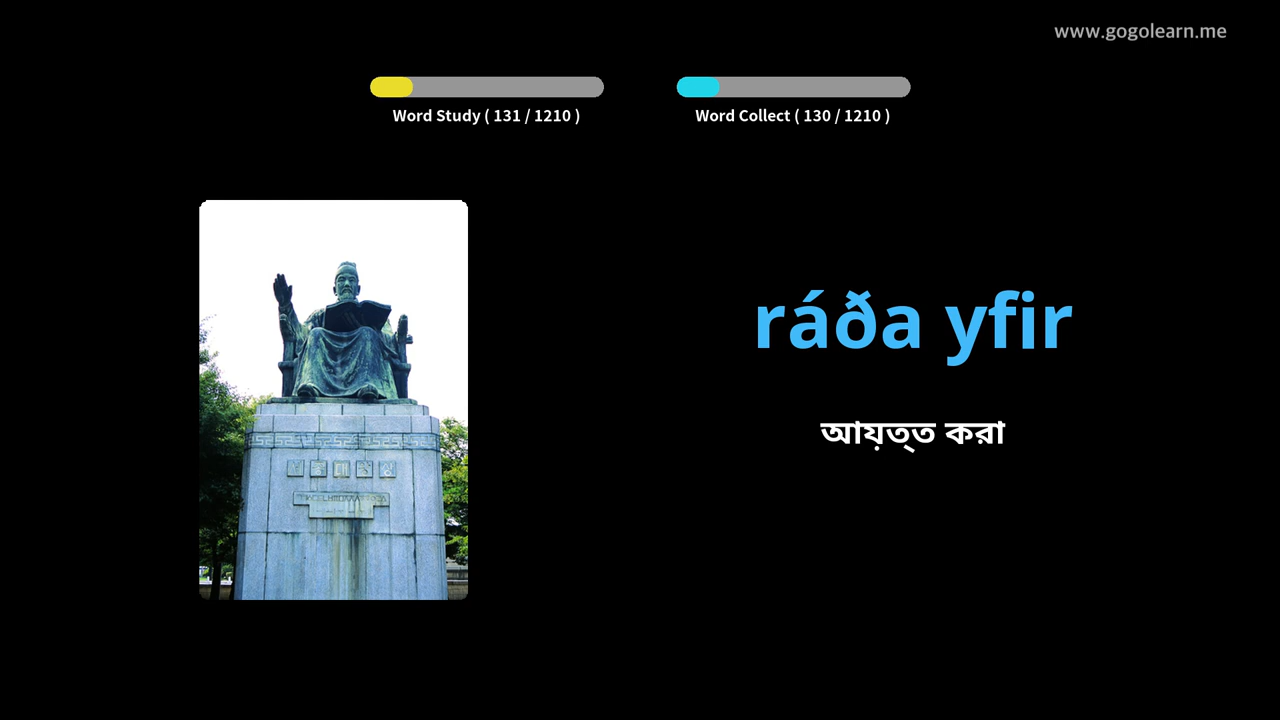 www.gogolearn.me
Word Study ( 131 / 1210 )
Word Collect ( 130 / 1210 )
ráða yfir
আয়ত্ত করা